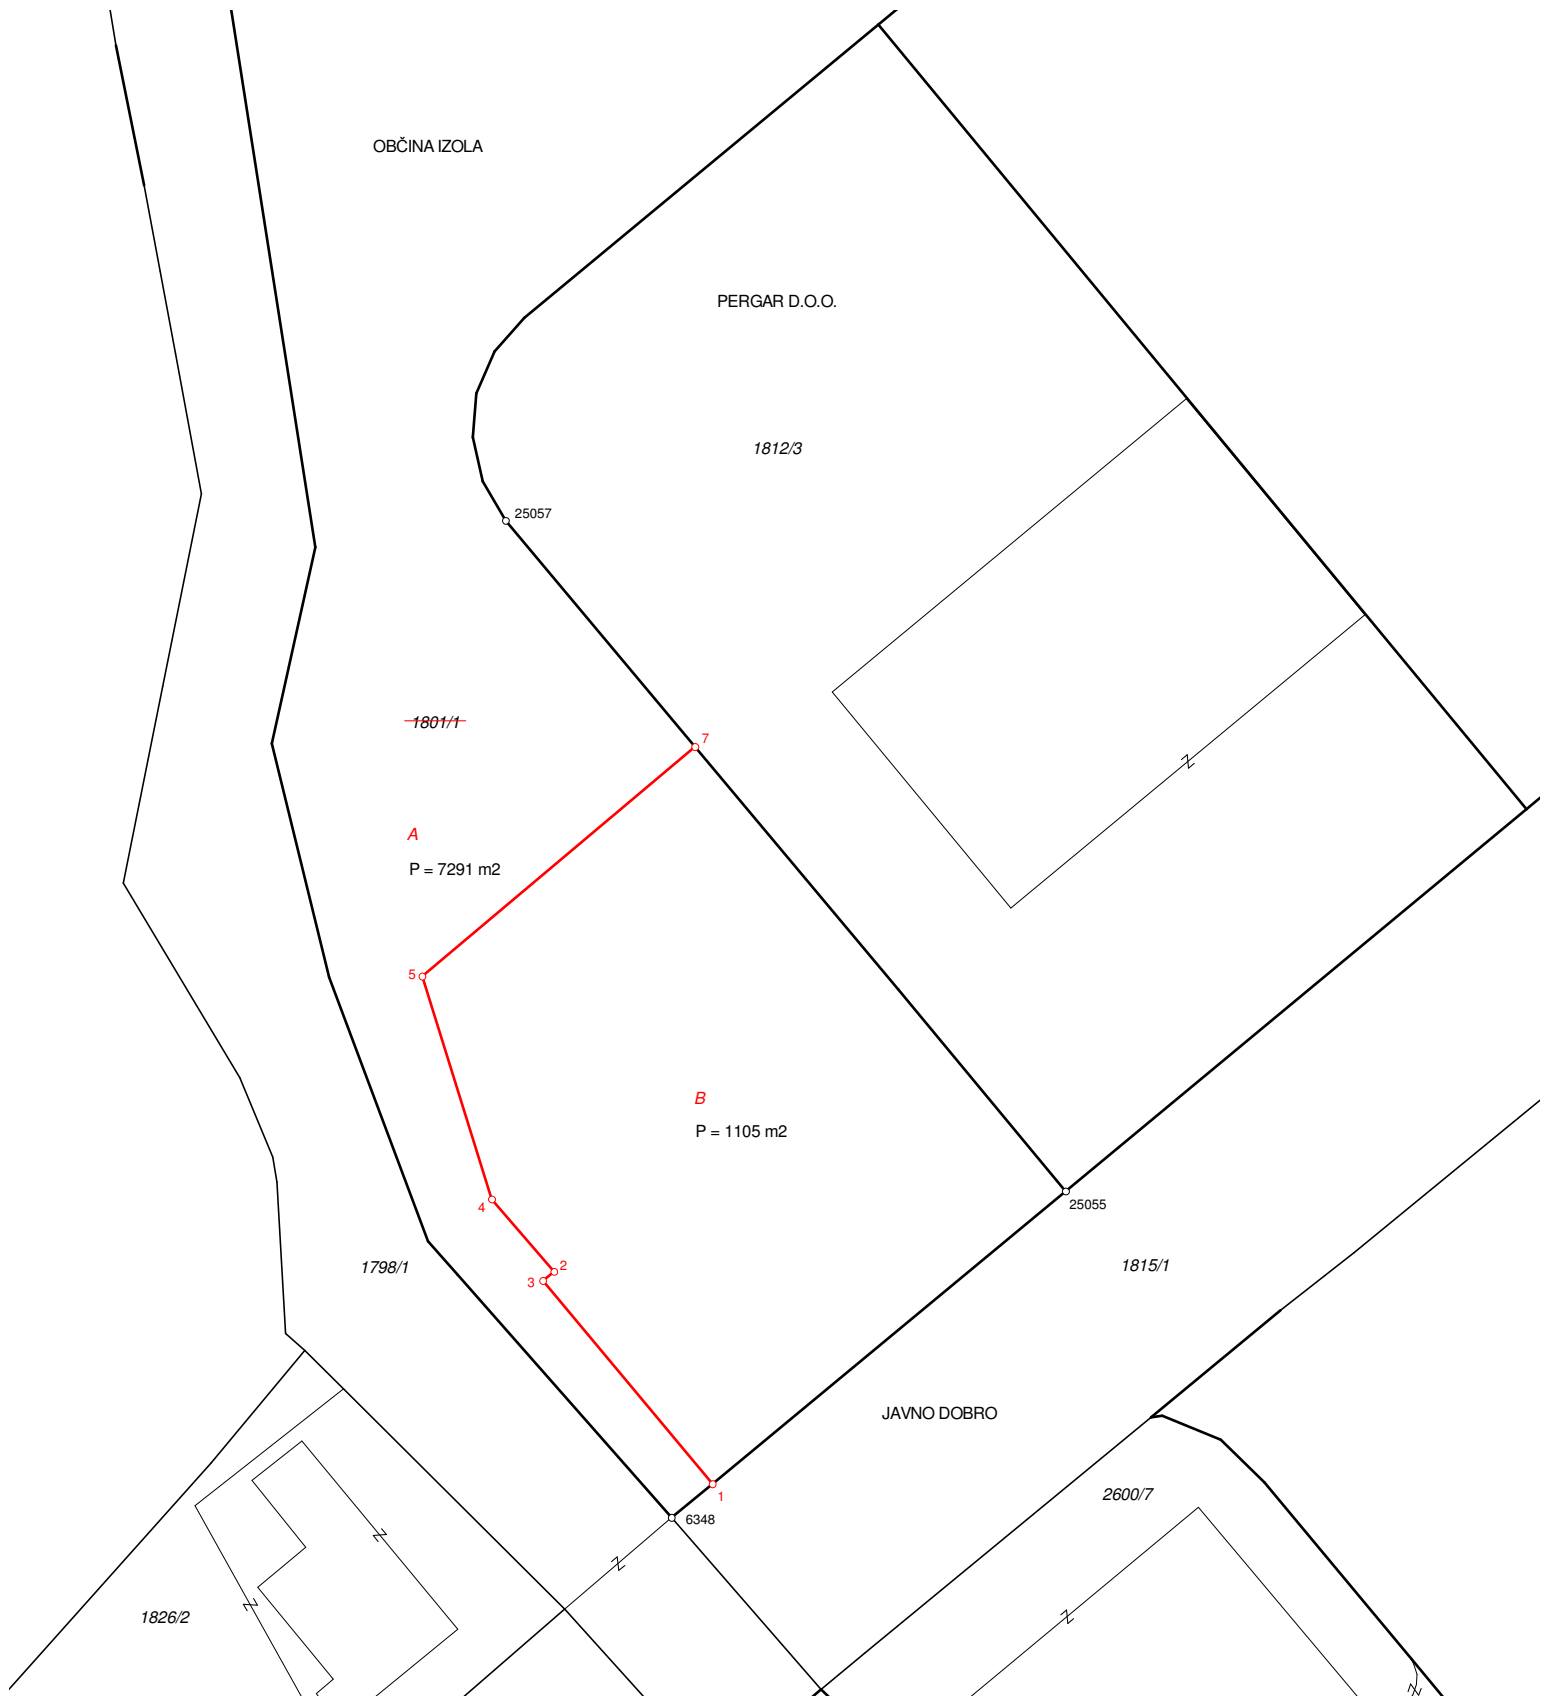 OBČINA IZOLA
PERGAR D.O.O.
1812/3
25057
1801/1
7
A
P = 7291 m2
5
B
P = 1105 m2
4
25055
2
3
1798/1
1815/1
JAVNO DOBRO
1
2600/7
6348
1826/2